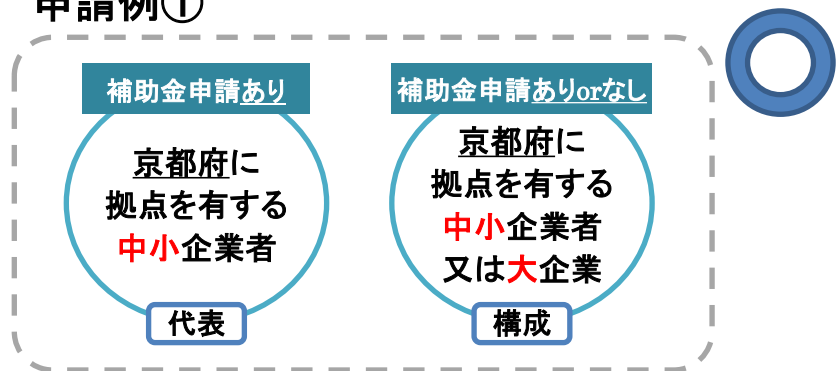 申請例①
補助金申請あり
京都府に
拠点を有する
中小企業者
代表
補助金申請ありorなし
京都府に
拠点を有する
中小企業者
又は大企業
構成